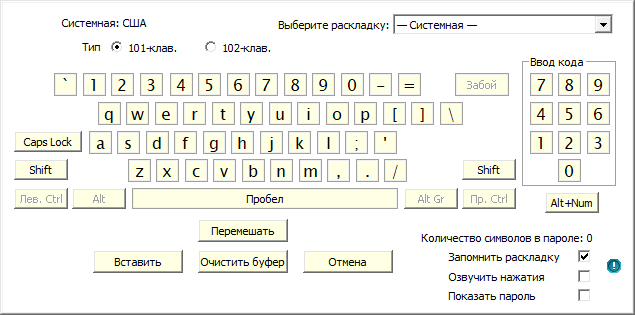 Системная: США Выберите раскладку: — Системная —
Тип 101-клав. 102-клав.
Ввод кода
` 1 2 3 4 5 6 7 8 9 0 - = Забой 7 8 9
q w e r t y u i o p [ ] \ 4 5 6
Caps Lock a s d f g h j k l ; ' 1 2 3
Shift z x c v b n m , . / Shift 0
Лев. Ctrl Alt Пробел Alt Gr Пр. Ctrl Alt+Num
Перемешать
Количество символов в пароле: 0
Вставить Очистить буфер Отмена Запомнить раскладку
Озвучить нажатия
Показать пароль